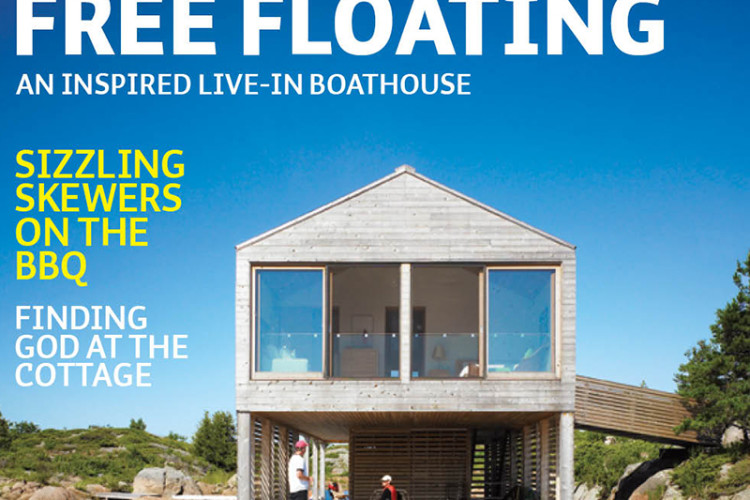 FREE FLOATING
AN INSPIRED LIVE-IN BOATHOUSE
SIZZLING
SKEWERS
ON THE
BBQ
FINDING
GOD AT THE
COTTAGE